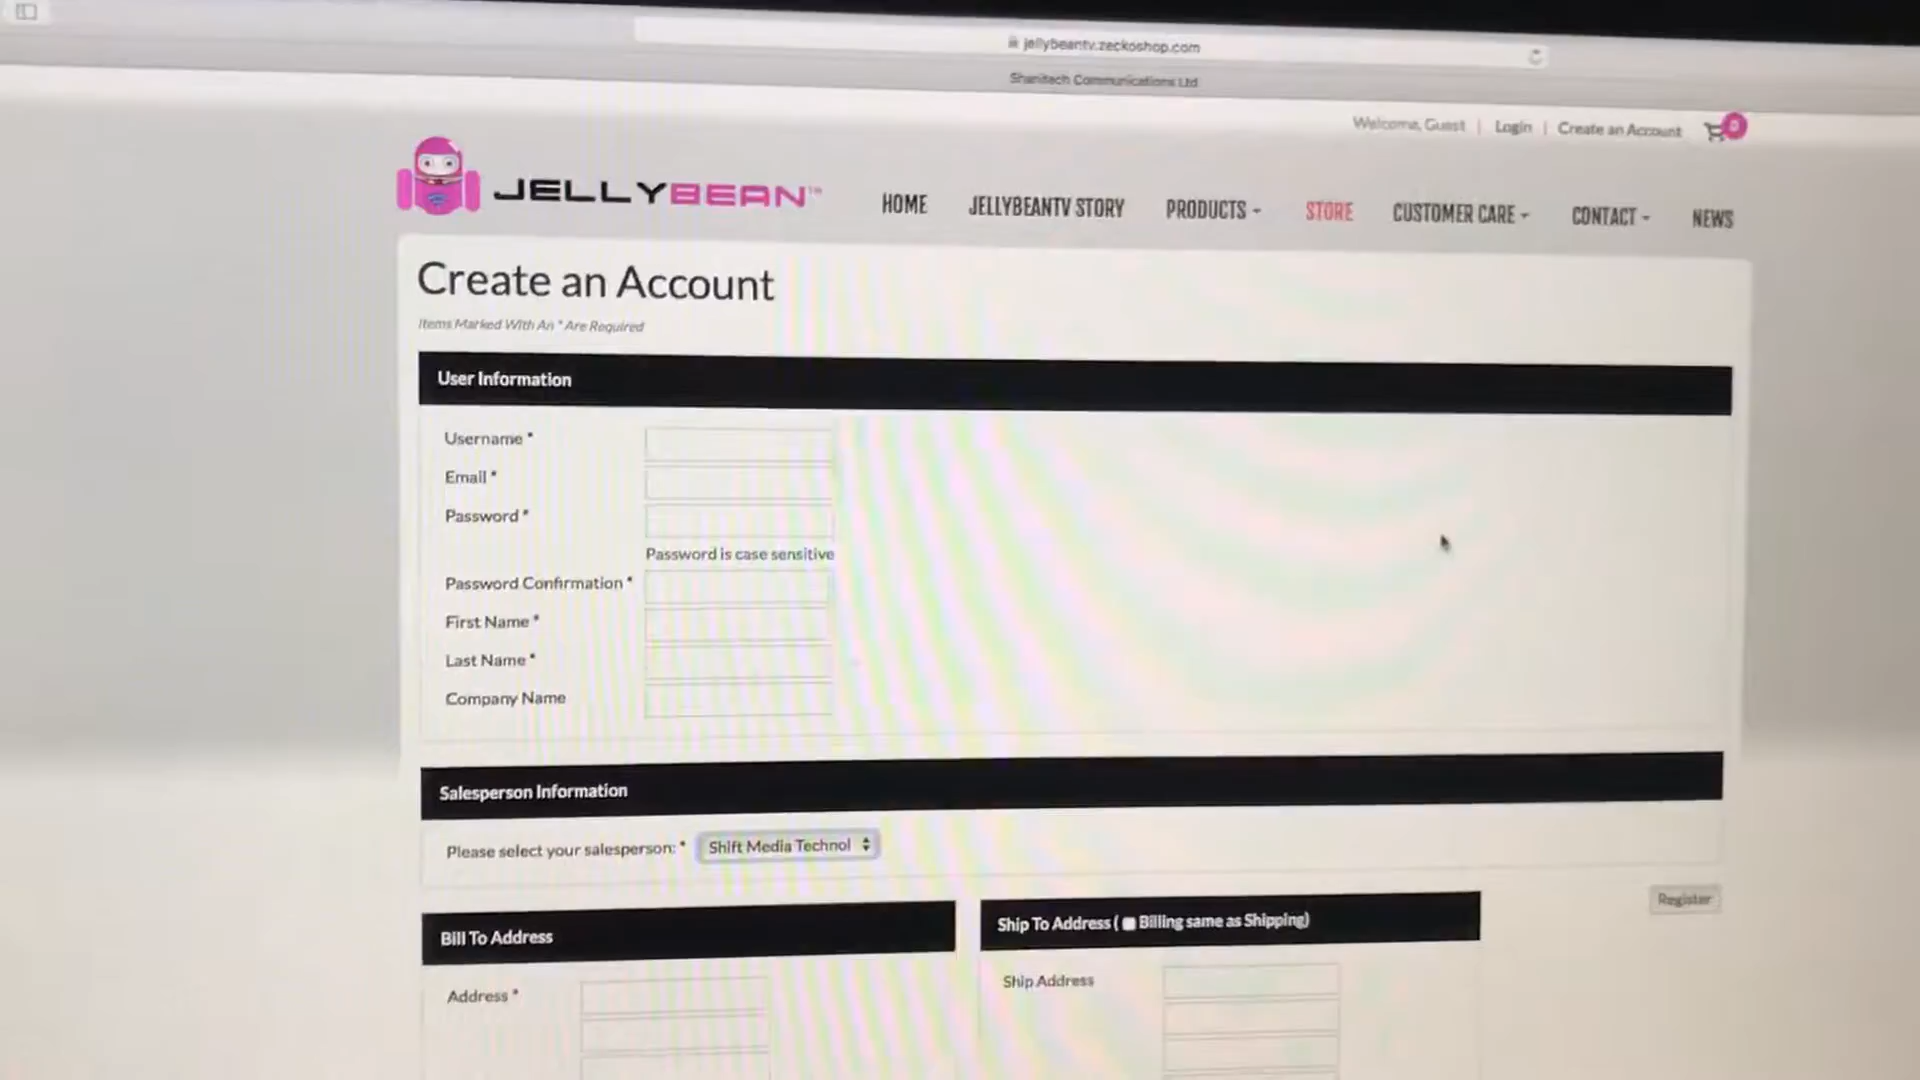 jellybeantv.zeckoshop.com
Shanitech Communications Ltd
Welcome, Guest | Login | Create an Account 0
JELLYBEAN™
HOME JELLYBEANTV STORY PRODUCTS STORE CUSTOMER CARE CONTACT NEWS
Create an Account
Items Marked With An * Are Required
User Information
Username *
Email *
Password *
Password is case sensitive
Password Confirmation *
First Name *
Last Name *
Company Name
Salesperson Information
Please select your salesperson: * Shift Media Technol
Register
Bill To Address
Ship To Address ( Billing same as Shipping)
Address *
Ship Address